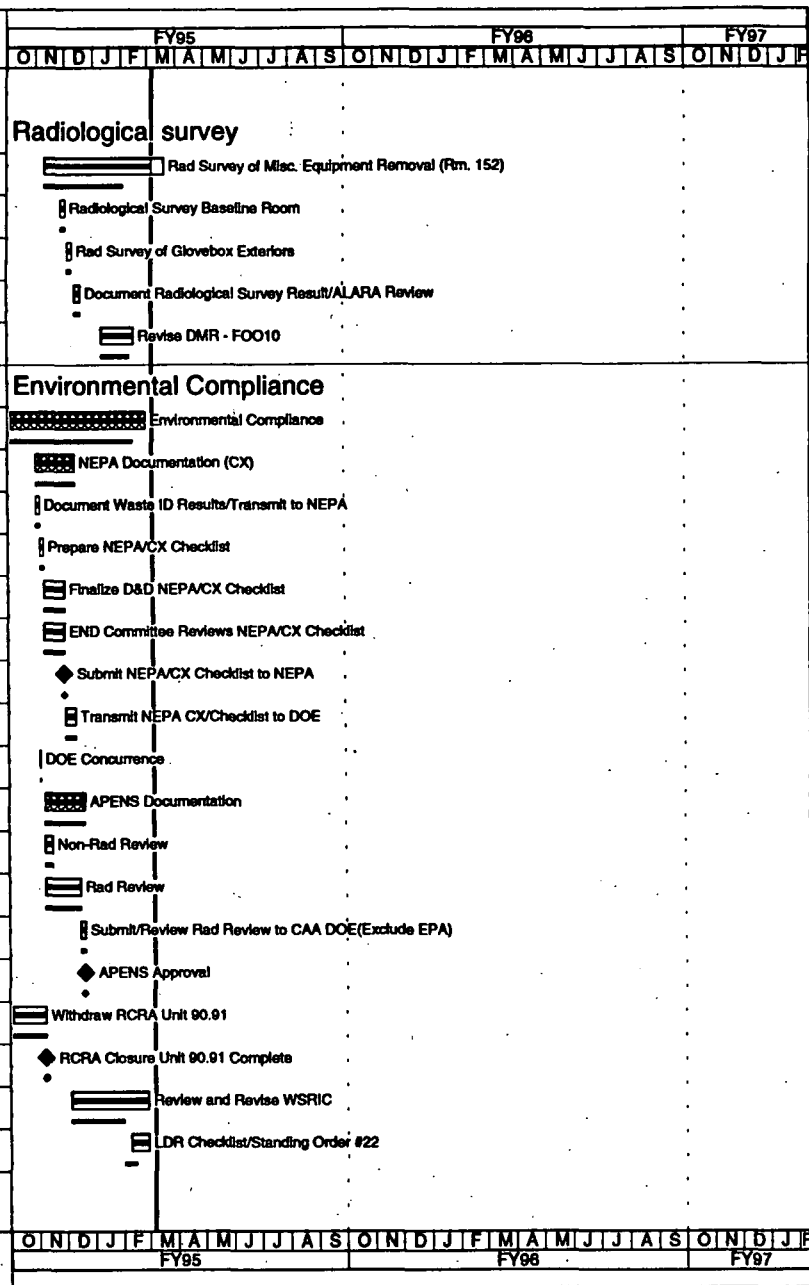 FY95 FY96 FY97
O N D J F M A M J J A S O N D J F M A M J J A S O N D J F
Radiological survey
Rad Survey of Misc. Equipment Removal (Rm. 152)
Radiological Survey Baseline Room
Rad Survey of Glovebox Exteriors
Document Radiological Survey Result/ALARA Review
Revise DMR - FOO10
Environmental Compliance
Environmental Compliance
NEPA Documentation (CX)
Document Waste ID Results/Transmit to NEPA
Prepare NEPA/CX Checklist
Finalize D&D NEPA/CX Checklist
END Committee Reviews NEPA/CX Checklist
Submit NEPA/CX Checklist to NEPA
Transmit NEPA CX/Checklist to DOE
DOE Concurrence
APENS Documentation
Non-Rad Review
Rad Review
Submit/Review Rad Review to CAA DOE(Exclude EPA)
APENS Approval
Withdraw RCRA Unit 90.91
RCRA Closure Unit 90.91 Complete
Review and Revise WSRIC
LDR Checklist/Standing Order #22
O N D J F M A M J J A S O N D J F M A M J J A S O N D J F
FY95 FY96 FY97